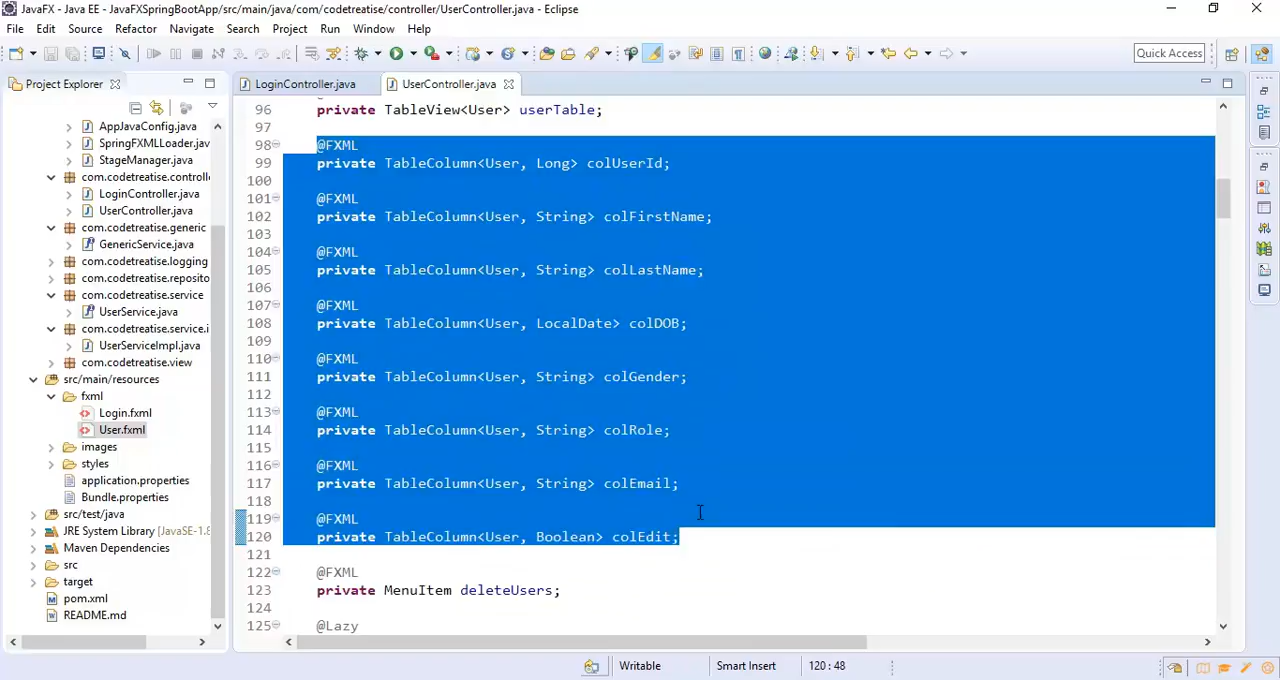 JavaFX - Java EE - JavaFXSpringBootApp/src/main/java/com/codetreatise/controller/UserController.java - Eclipse
File Edit Source Refactor Navigate Search Project Run Window Help
Quick Access
Project Explorer
AppJavaConfig.java
SpringFXMLLoader.jav
StageManager.java
com.codetreatise.controll
LoginController.java
UserController.java
com.codetreatise.generic
GenericService.java
com.codetreatise.logging
com.codetreatise.reposito
com.codetreatise.service
UserService.java
com.codetreatise.service.i
UserServiceImpl.java
com.codetreatise.view
src/main/resources
fxml
Login.fxml
User.fxml
images
styles
application.properties
Bundle.properties
src/test/java
JRE System Library [JavaSE-1.8
Maven Dependencies
src
target
pom.xml
README.md
LoginController.java UserController.java
96 private TableView<User> userTable;
97
98 @FXML
99 private TableColumn<User, Long> colUserId;
100
101 @FXML
102 private TableColumn<User, String> colFirstName;
103
104 @FXML
105 private TableColumn<User, String> colLastName;
106
107 @FXML
108 private TableColumn<User, LocalDate> colDOB;
109
110 @FXML
111 private TableColumn<User, String> colGender;
112
113 @FXML
114 private TableColumn<User, String> colRole;
115
116 @FXML
117 private TableColumn<User, String> colEmail;
118
119 @FXML
120 private TableColumn<User, Boolean> colEdit;
121
122 @FXML
123 private MenuItem deleteUsers;
124
125 @Lazy
Writable Smart Insert 120 : 48